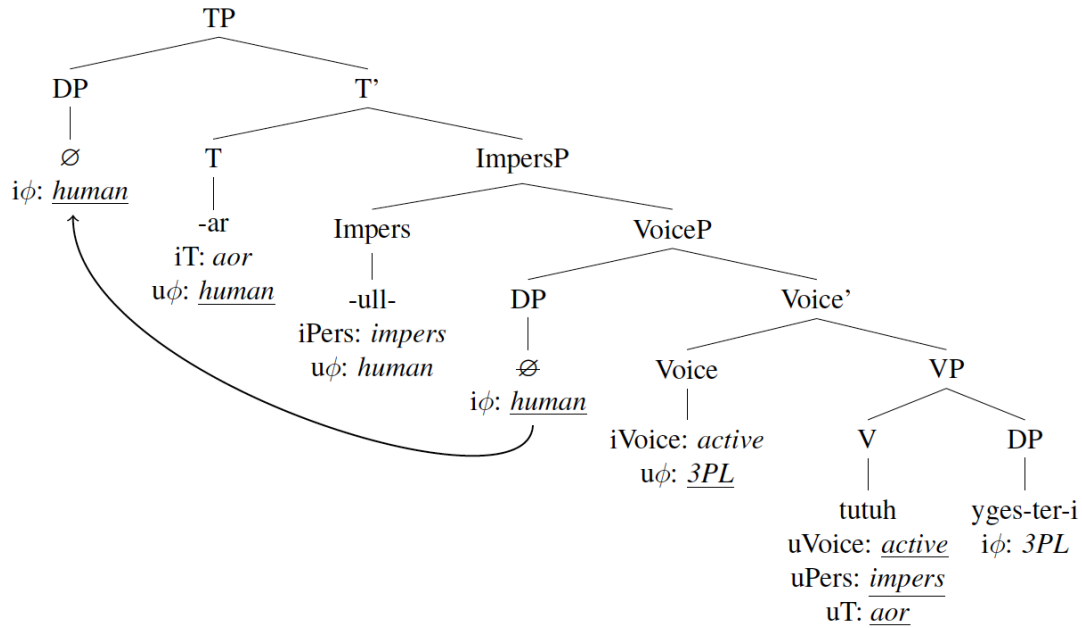 TP
DP
T'
∅
iϕ: human
T
-ar
iT: aor
uϕ: human
ImpersP
Impers
-ull-
iPers: impers
uϕ: human
VoiceP
DP
∅
iϕ: human
Voice'
Voice
iVoice: active
uϕ: 3PL
VP
V
tutuh
uVoice: active
uPers: impers
uT: aor
DP
yges-ter-i
iϕ: 3PL